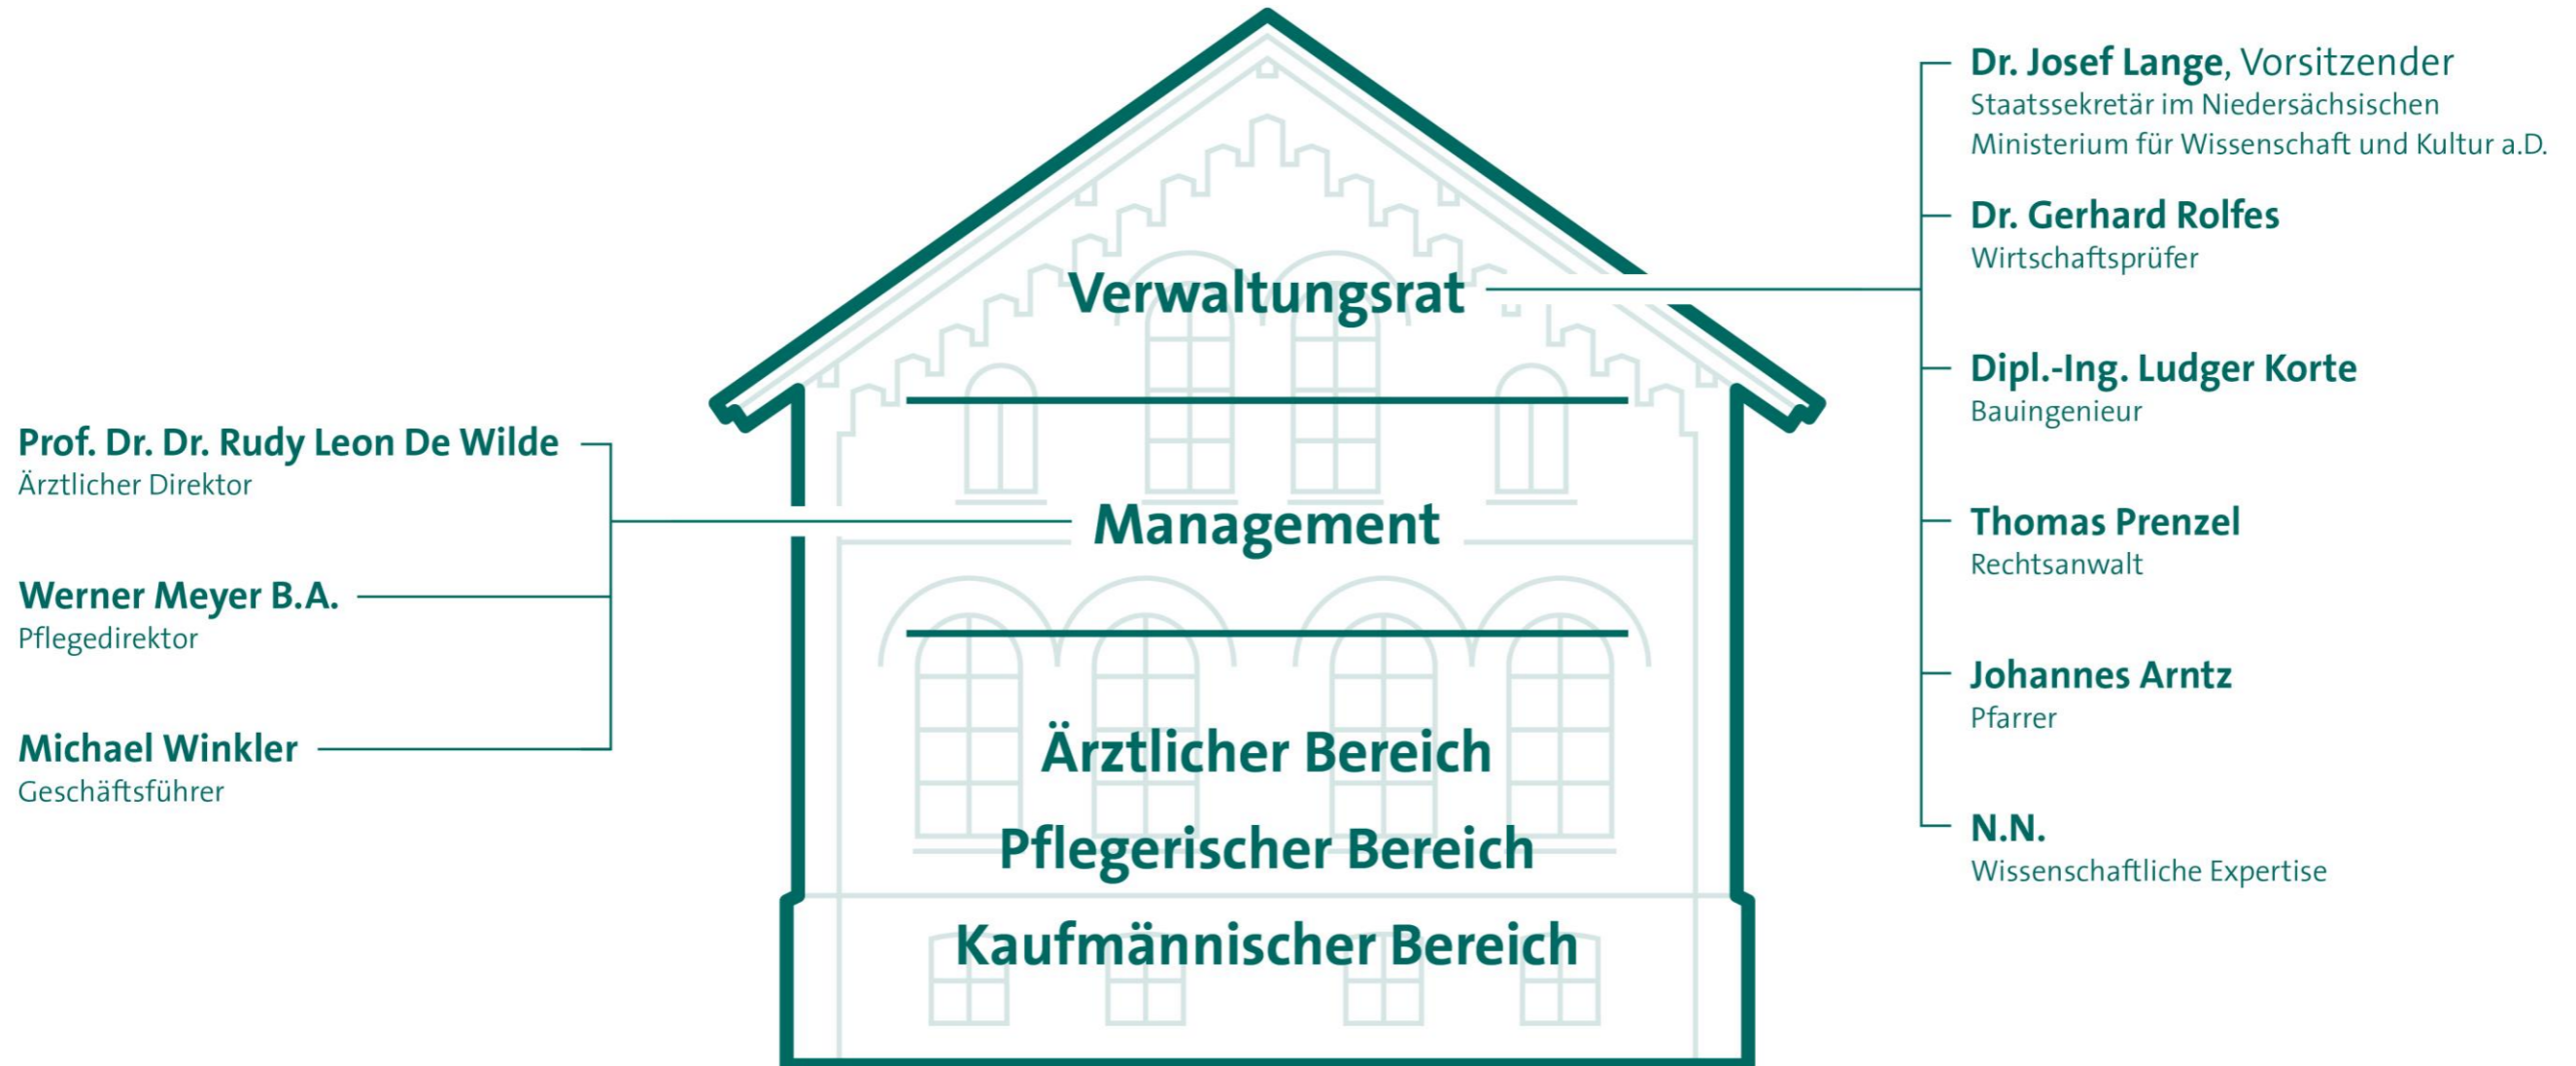 Prof. Dr. Dr. Rudy Leon De Wilde
Ärztlicher Direktor
Werner Meyer B.A.
Pflegedirektor
Michael Winkler
Geschäftsführer
Verwaltungsrat
Management
Ärztlicher Bereich
Pflegerischer Bereich
Kaufmännischer Bereich
Dr. Josef Lange, Vorsitzender
Staatssekretär im Niedersächsischen
Ministerium für Wissenschaft und Kultur a.D.
Dr. Gerhard Rolfes
Wirtschaftsprüfer
Dipl.-Ing. Ludger Korte
Bauingenieur
Thomas Prenzel
Rechtsanwalt
Johannes Arntz
Pfarrer
N.N.
Wissenschaftliche Expertise